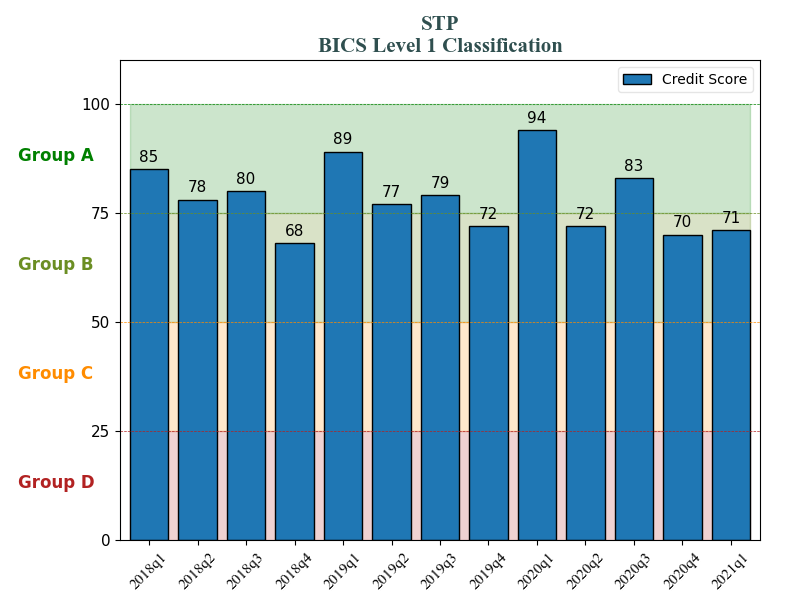 STP
BICS Level 1 Classification
Credit Score
100
75
50
25
0
Group A
Group B
Group C
Group D
85
78
80
68
89
77
79
72
94
72
83
70
71
2018q1
2018q2
2018q3
2018q4
2019q1
2019q2
2019q3
2019q4
2020q1
2020q2
2020q3
2020q4
2021q1